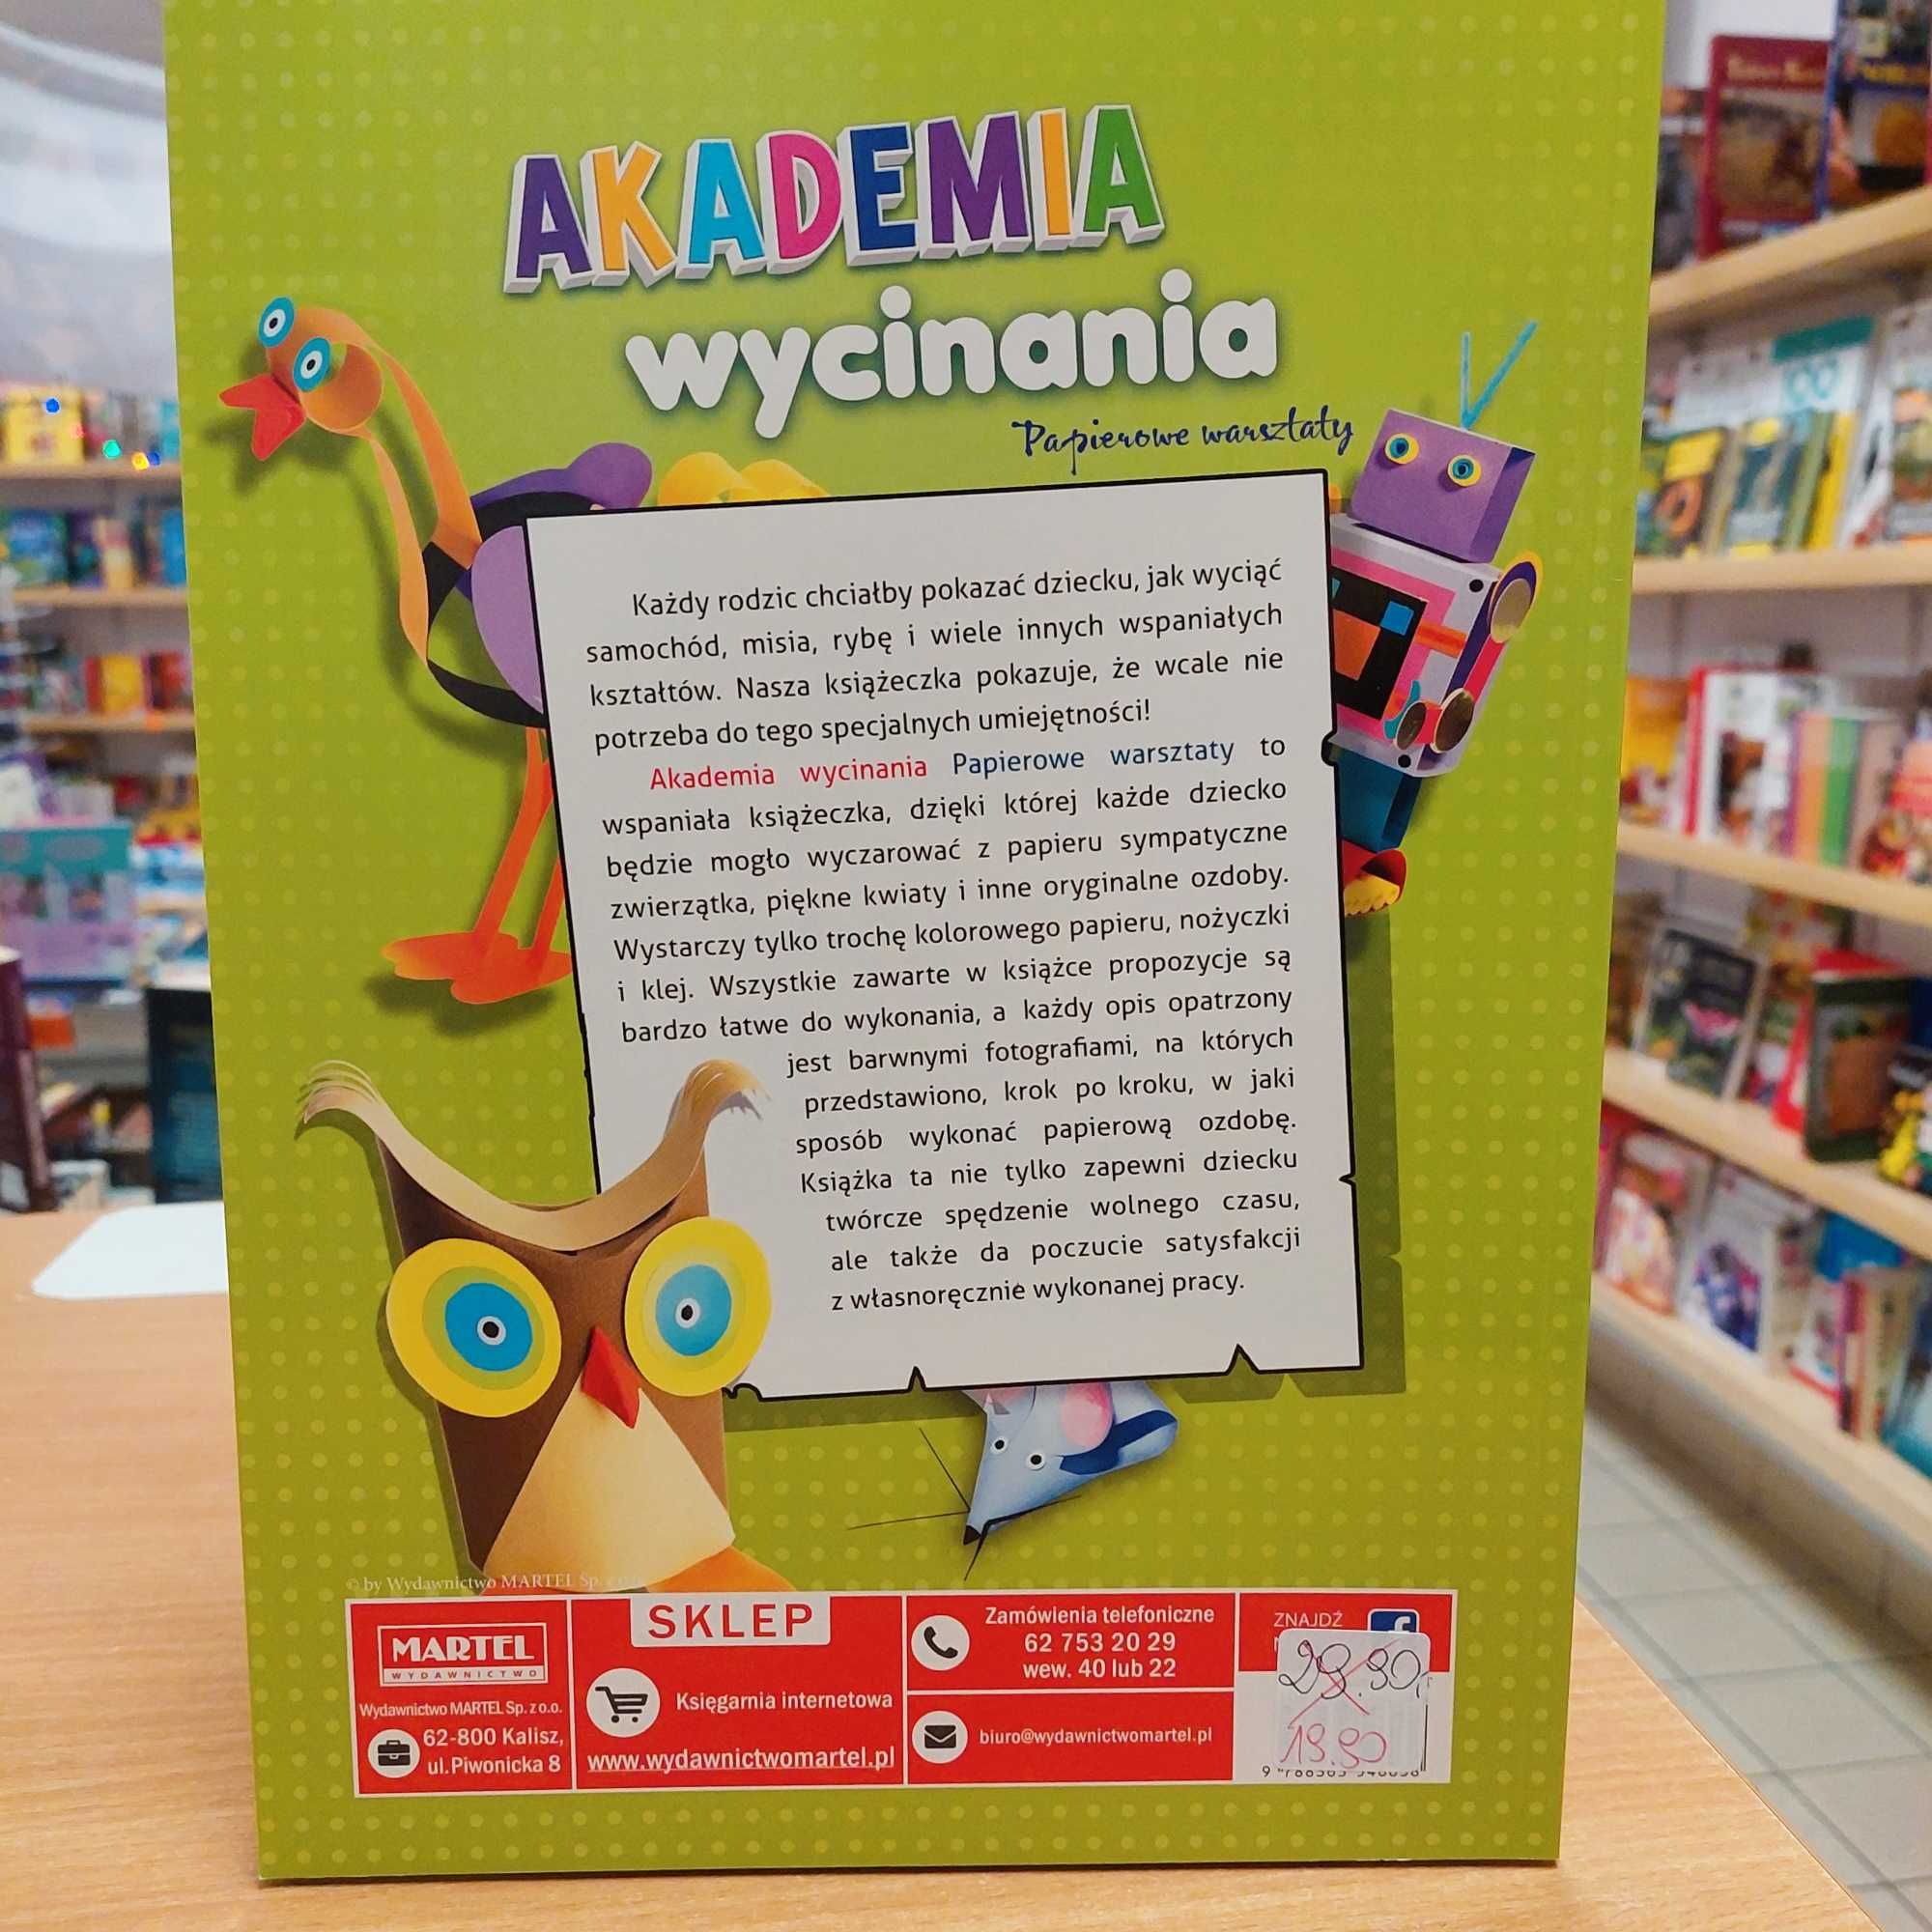 AKADEMIA
wycinania
Papierowe warsztaty
Każdy rodzic chciałby pokazać dziecku, jak wyciąć
samochód, misia, rybę i wiele innych wspaniałych
kształtów. Nasza książeczka pokazuje, że wcale nie
potrzeba do tego specjalnych umiejętności!
Akademia wycinania Papierowe warsztaty to
wspaniała książeczka, dzięki której każde dziecko
będzie mogło wyczarować z papieru sympatyczne
zwierzątka, piękne kwiaty i inne oryginalne ozdoby.
Wystarczy tylko trochę kolorowego papieru, nożyczki
i klej. Wszystkie zawarte w książce propozycje są
bardzo łatwe do wykonania, a każdy opis opatrzony
jest barwnymi fotografiami, na których
przedstawiono, krok po kroku, w jaki
sposób wykonać papierową ozdobę.
Książka ta nie tylko zapewni dziecku
twórcze spędzenie wolnego czasu,
ale także da poczucie satysfakcji
z własnoręcznie wykonanej pracy.
© by Wydawnictwo MARTEL Sp.
MARTEL
WYDAWNICTWO
Wydawnictwo MARTEL Sp. z o.o.
62-800 Kalisz,
ul. Piwonicka 8
SKLEP
Księgarnia internetowa
www.wydawnictwomartel.pl
Zamówienia telefoniczne
62 753 20 29
wew. 40 lub 22
biuro@wydawnictwomartel.pl
ZNAJDŹ
29.90,-
19.90